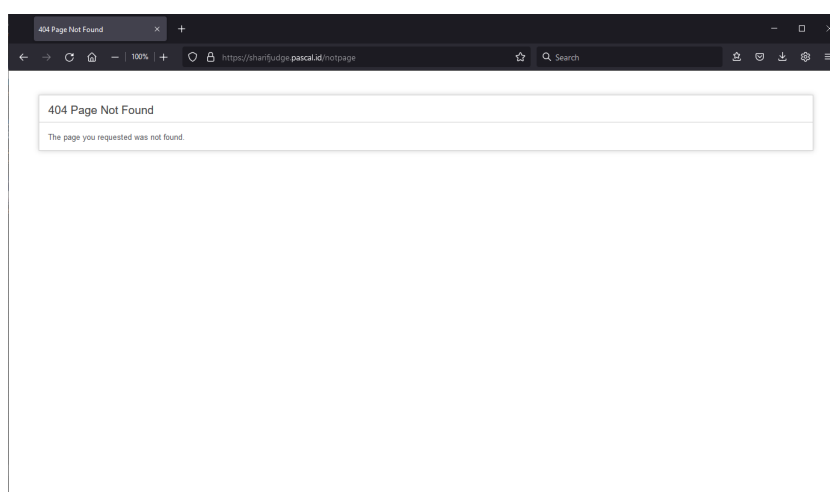 404 Page Not Found
100%
https://sharifjudge.pascal.id/notpage
Search
404 Page Not Found
The page you requested was not found.